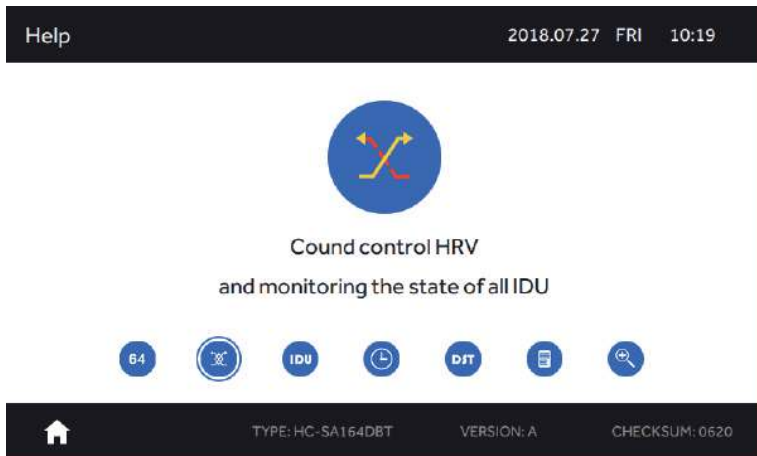 Help
2018.07.27 FRI 10:19
Cound control HRV
and monitoring the state of all IDU
64 IDU DST
TYPE: HC-SA164DBT VERSION: A CHECKSUM: 0620